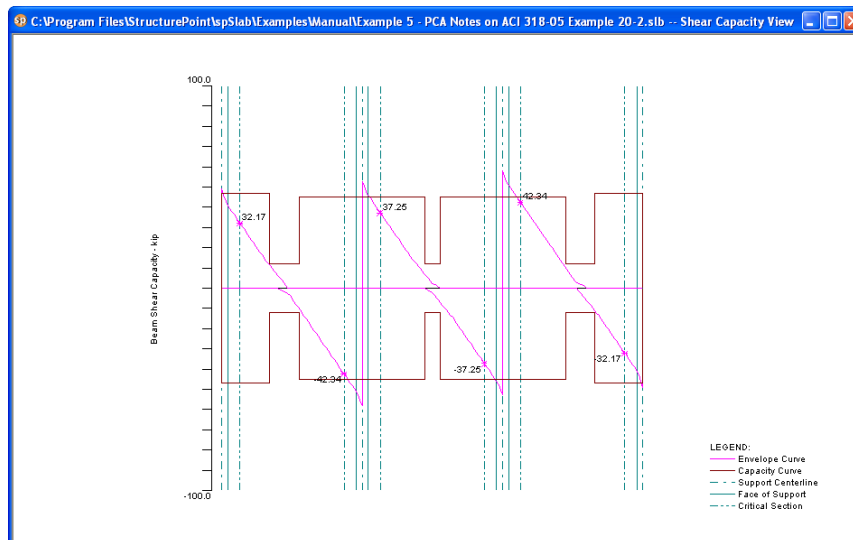 C:\Program Files\StructurePoint\spSlab\Examples\Manual\Example 5 - PCA Notes on ACI 318-05 Example 20-2.slb -- Shear Capacity View
100.0
32.17
37.25
42.34
Beam Shear Capacity - kip
-42.34
-37.25
-32.17
-100.0
LEGEND:
Envelope Curve
Capacity Curve
Support Centerline
Face of Support
Critical Section